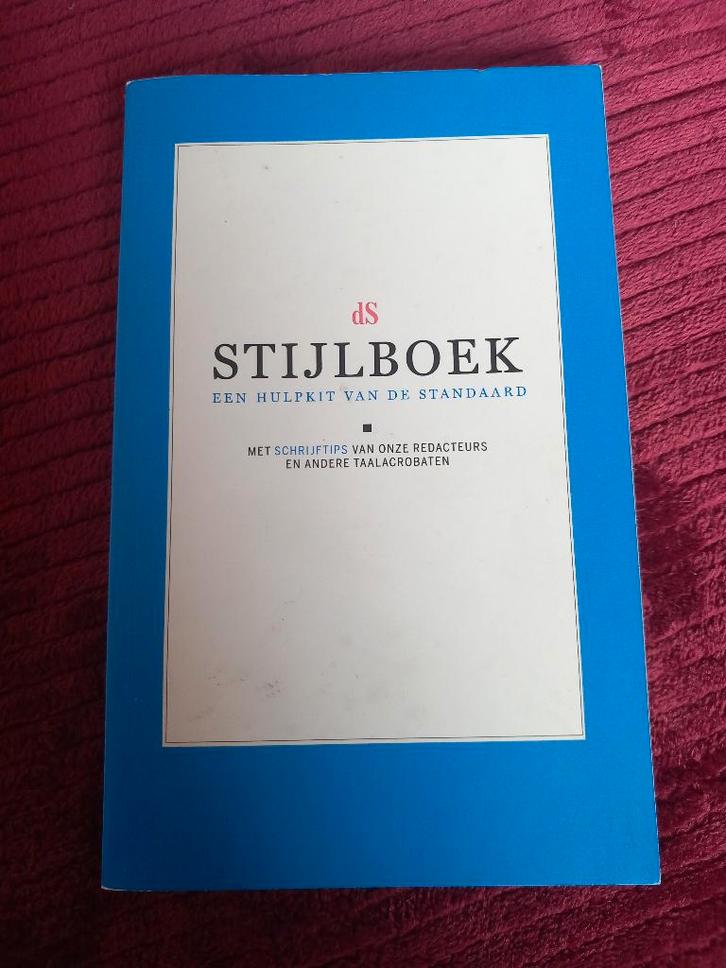 dS
STIJLBOEK
EEN HULPKIT VAN DE STANDAARD
MET SCHRIJFTIPS VAN ONZE REDACTEURS
EN ANDERE TAALACROBATEN